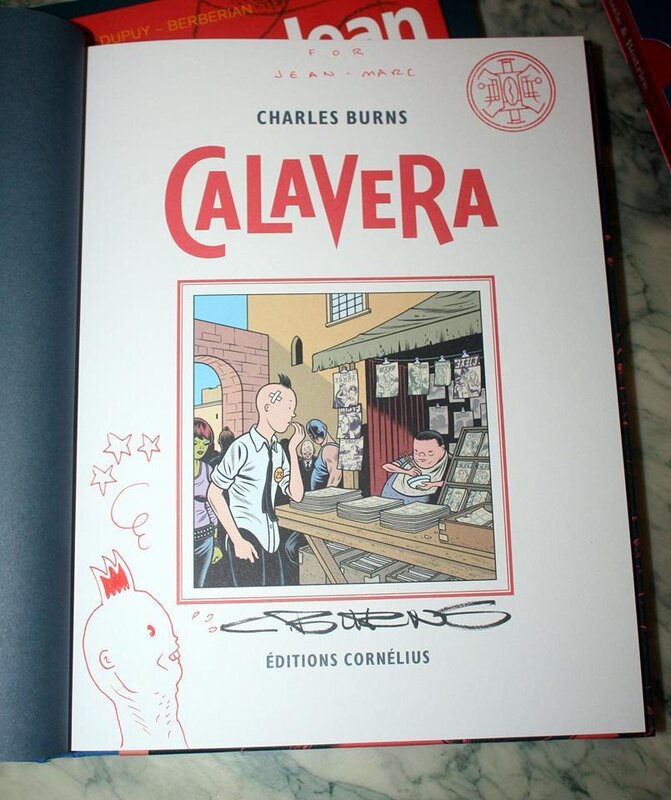 DUPUY – BERBERIAN
Jean
FOR
JEAN-MARC
CHARLES BURNS
CALAVERA
C BURNS
ÉDITIONS CORNÉLIUS